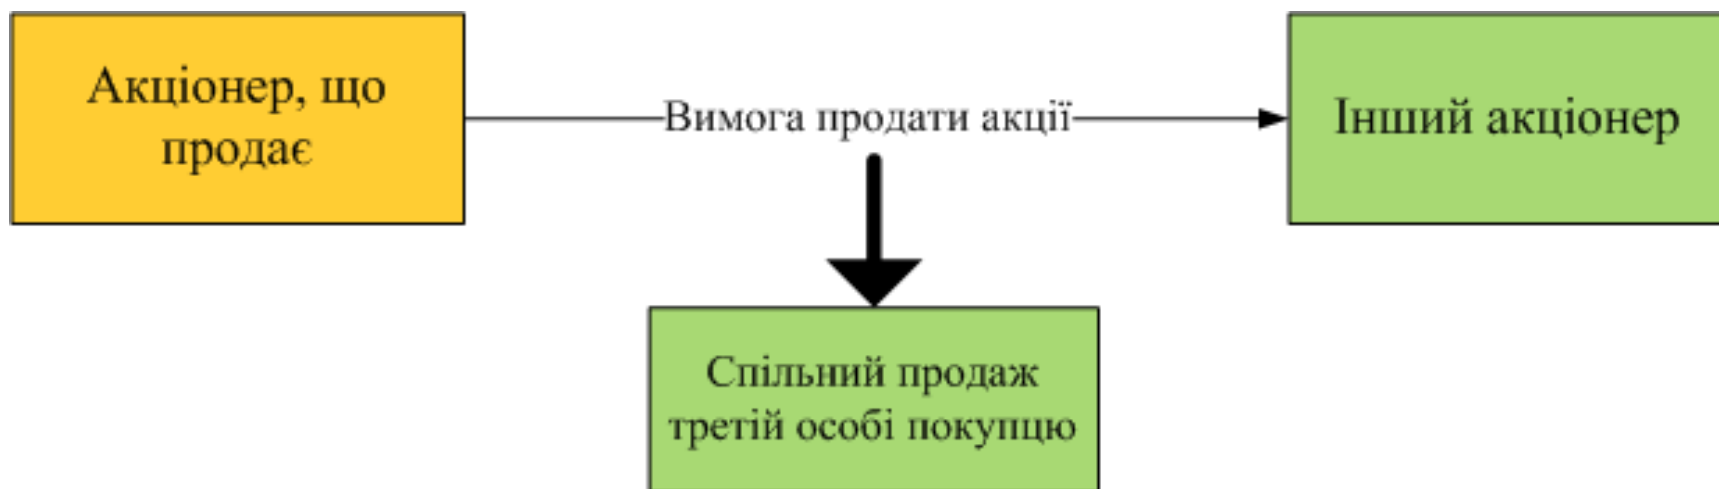 Акціонер, що
продає
Вимога продати акції
Інший акціонер
Спільний продаж
третій особі покупцю